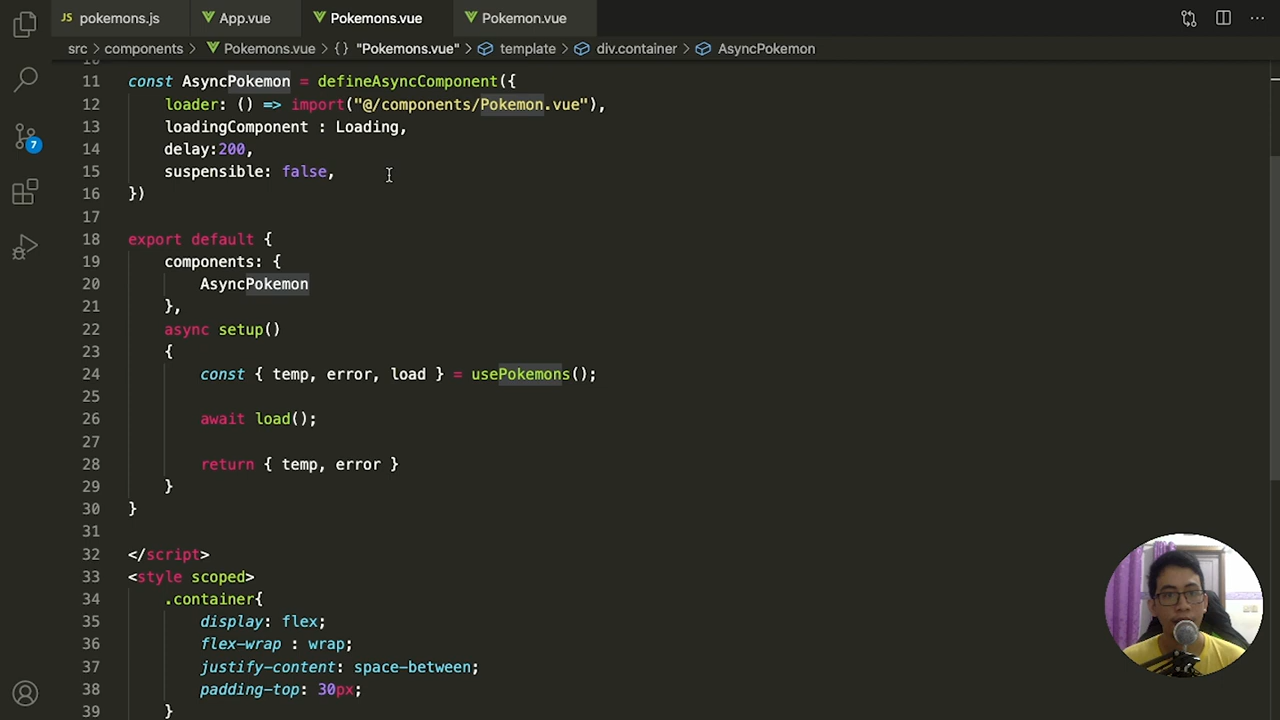 JS pokemons.js App.vue Pokemons.vue Pokemon.vue
src > components > Pokemons.vue > {} "Pokemons.vue" > template > div.container > AsyncPokemon
11 const AsyncPokemon = defineAsyncComponent({
12 loader: () => import("@/components/Pokemon.vue"),
13 loadingComponent : Loading,
14 delay:200,
15 suspensible: false,
16 })
17
18 export default {
19 components: {
20 AsyncPokemon
21 },
22 async setup()
23 {
24 const { temp, error, load } = usePokemons();
25
26 await load();
27
28 return { temp, error }
29 }
30 }
31
32 </script>
33 <style scoped>
34 .container{
35 display: flex;
36 flex-wrap : wrap;
37 justify-content: space-between;
38 padding-top: 30px;
39 }
7